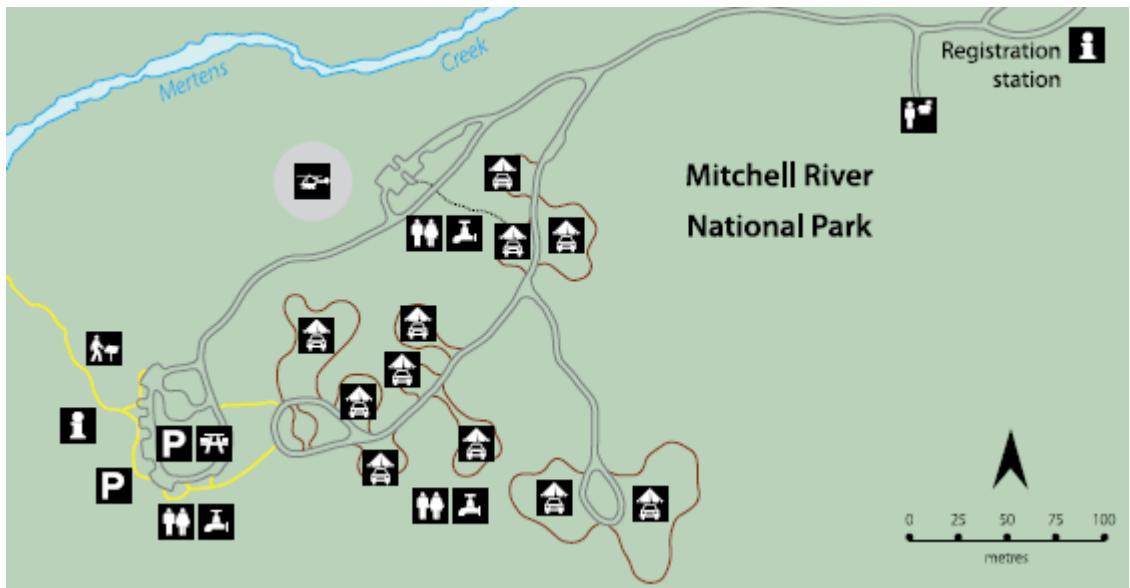 Mertens
Creek
Registration
station
Mitchell River
National Park
P
P
0 25 50 75 100
metres